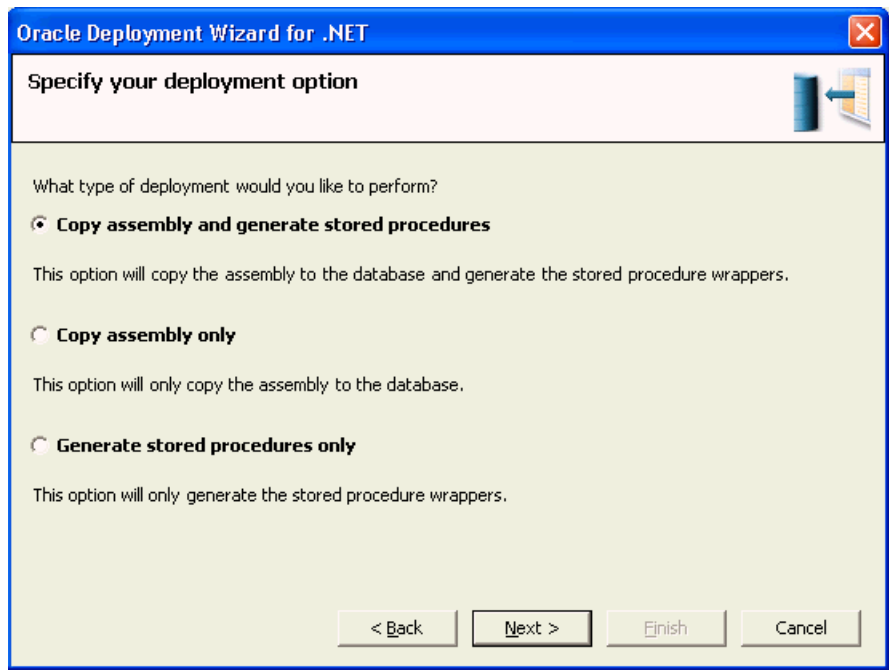 Oracle Deployment Wizard for .NET
Specify your deployment option
What type of deployment would you like to perform?
Copy assembly and generate stored procedures
This option will copy the assembly to the database and generate the stored procedure wrappers.
Copy assembly only
This option will only copy the assembly to the database.
Generate stored procedures only
This option will only generate the stored procedure wrappers.
< Back Next > Finish Cancel